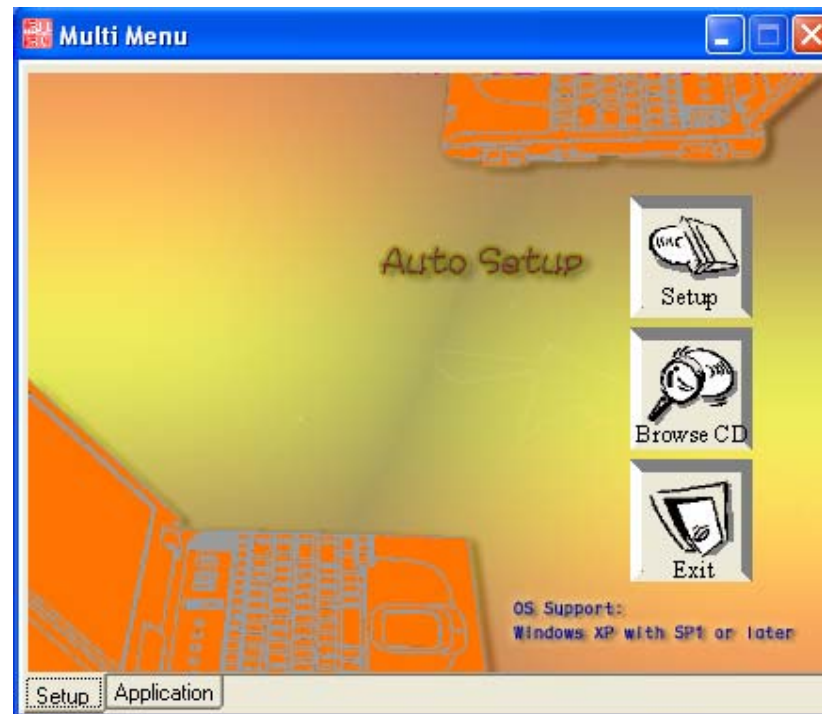 Multi Menu
Auto Setup
Setup
Browse CD
Exit
OS Support:
Windows XP with SP1 or later
Setup
Application